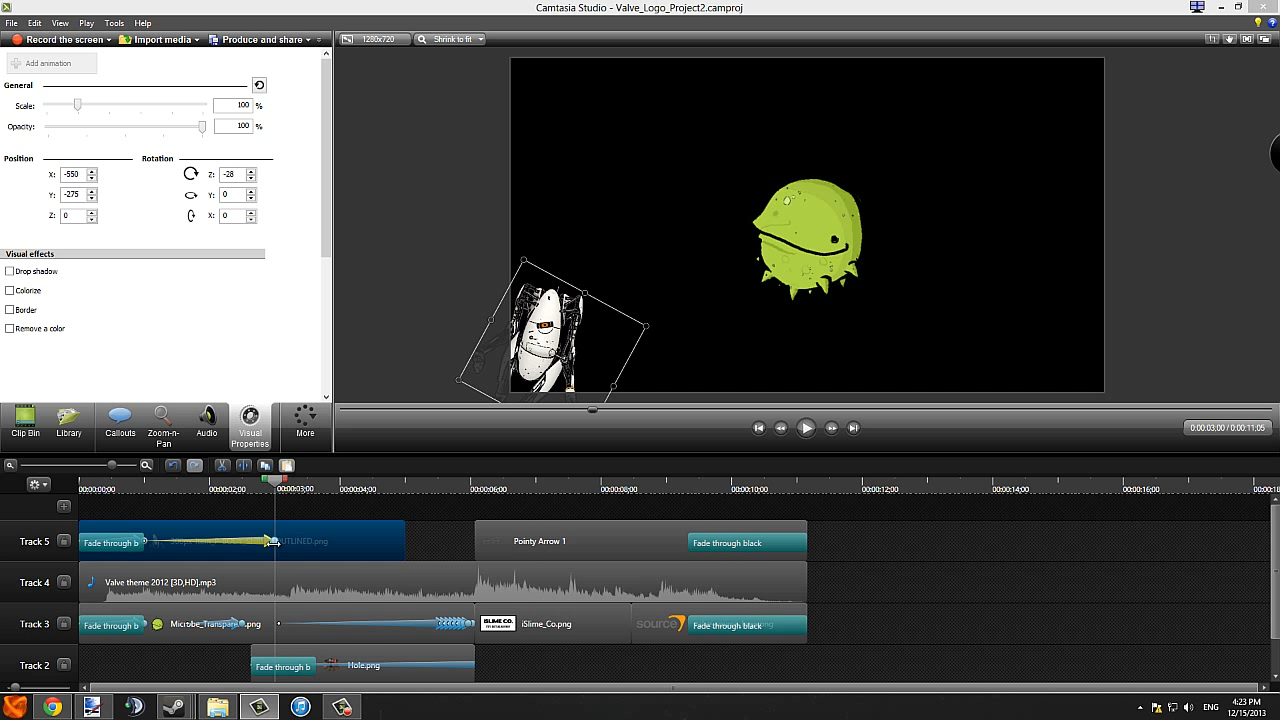 Camtasia Studio - Valve_Logo_Project2.camproj
File Edit View Play Tools Help
Record the screen Import media Produce and share
1280x720 Shrink to fit
Add animation
General
Scale: 100 %
Opacity: 100 %
Position Rotation
X: -550 Z: -28
Y: -275 Y: 0
Z: 0 X: 0
Visual effects
Drop shadow
Colorize
Border
Remove a color
Clip Bin Library Callouts Zoom-n-Pan Audio Visual Properties More
0:00:03;00 / 0:00:11;05
00:00:00;00 00:00:02;00 00:00:03;00 00:00:04;00 00:00:06;00 00:00:08;00 00:00:10;00 00:00:12;00 00:00:14;00 00:00:16;00 00:00:18
Track 5 Fade through b OUTLINED.png Pointy Arrow 1 Fade through black
Track 4 Valve theme 2012 [3D,HD].mp3
Track 3 Fade through b iSLIME CO. iSlime_Co.png source Fade through black
Track 2 Fade through b Hole.png
ENG 4:23 PM
12/15/2013